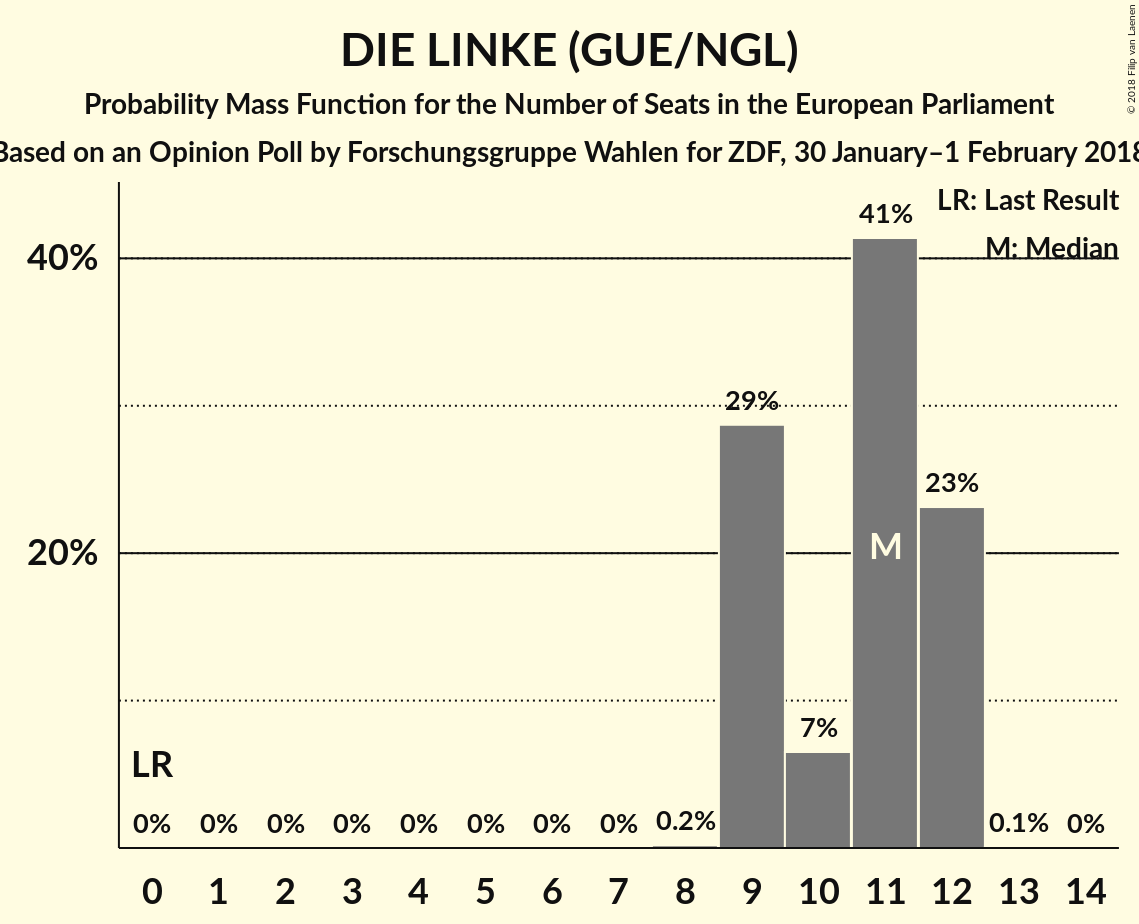 DIE LINKE (GUE/NGL)
Probability Mass Function for the Number of Seats in the European Parliament
Based on an Opinion Poll by Forschungsgruppe Wahlen for ZDF, 30 January–1 February 2018
© 2018 Filip van Laenen
LR: Last Result
M: Median
41%
40%
29%
23%
20%
M
7%
LR
0% 0% 0% 0% 0% 0% 0% 0% 0.2% 0.1% 0%
0 1 2 3 4 5 6 7 8 9 10 11 12 13 14